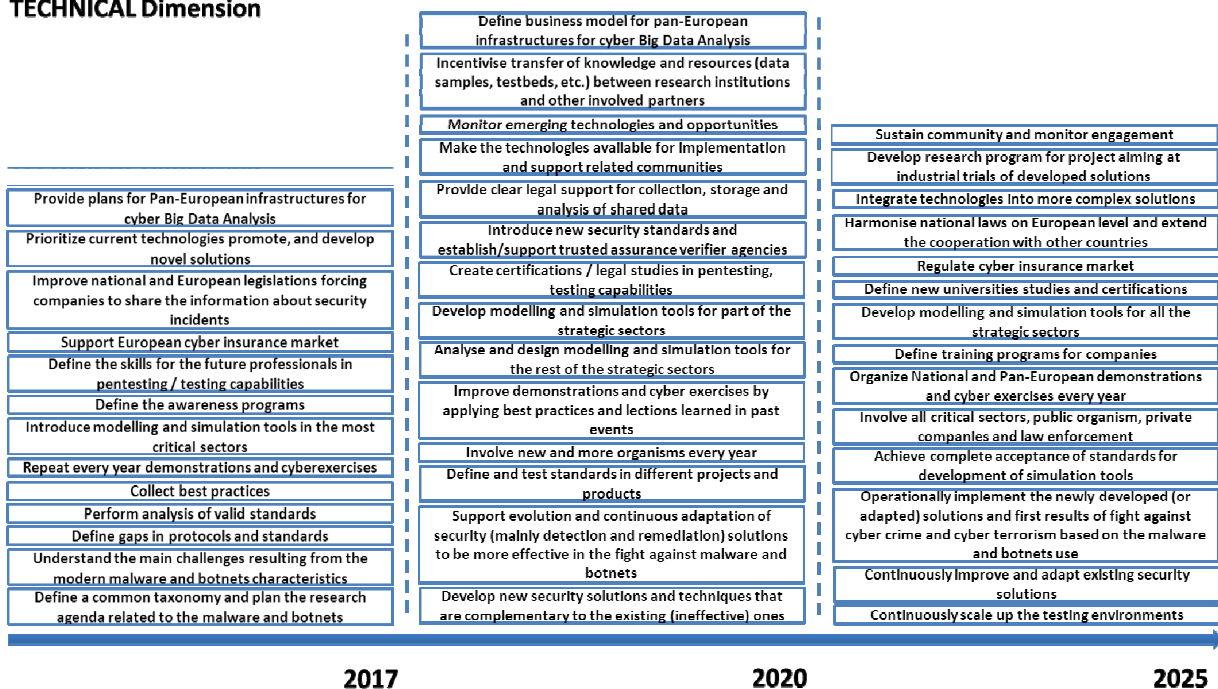 TECHNICAL Dimension
Provide plans for Pan-European infrastructures for
cyber Big Data Analysis
Prioritize current technologies promote, and develop
novel solutions
Improve national and European legislations forcing
companies to share the information about security
incidents
Support European cyber insurance market
Define the skills for the future professionals in
pentesting / testing capabilities
Define the awareness programs
Introduce modelling and simulation tools in the most
critical sectors
Repeat every year demonstrations and cyberexercises
Collect best practices
Perform analysis of valid standards
Define gaps in protocols and standards
Understand the main challenges resulting from the
modern malware and botnets characteristics
Define a common taxonomy and plan the research
agenda related to the malware and botnets
Define business model for pan-European
infrastructures for cyber Big Data Analysis
Incentivise transfer of knowledge and resources (data
samples, testbeds, etc.) between research institutions
and other involved partners
Monitor emerging technologies and opportunities
Make the technologies available for implementation
and support related communities
Provide clear legal support for collection, storage and
analysis of shared data
Introduce new security standards and
establish/support trusted assurance verifier agencies
Create certifications / legal studies in pentesting,
testing capabilities
Develop modelling and simulation tools for part of the
strategic sectors
Analyse and design modelling and simulation tools for
the rest of the strategic sectors
Improve demonstrations and cyber exercises by
applying best practices and lections learned in past
events
Involve new and more organisms every year
Define and test standards in different projects and
products
Support evolution and continuous adaptation of
security (mainly detection and remediation) solutions
to be more effective in the fight against malware and
botnets
Develop new security solutions and techniques that
are complementary to the existing (ineffective) ones
Sustain community and monitor engagement
Develop research program for project aiming at
industrial trials of developed solutions
Integrate technologies into more complex solutions
Harmonise national laws on European level and extend
the cooperation with other countries
Regulate cyber insurance market
Define new universities studies and certifications
Develop modelling and simulation tools for all the
strategic sectors
Define training programs for companies
Organize National and Pan-European demonstrations
and cyber exercises every year
Involve all critical sectors, public organism, private
companies and law enforcement
Achieve complete acceptance of standards for
development of simulation tools
Operationally implement the newly developed (or
adapted) solutions and first results of fight against
cyber crime and cyber terrorism based on the malware
and botnets use
Continuously improve and adapt existing security
solutions
Continuously scale up the testing environments
2017
2020
2025